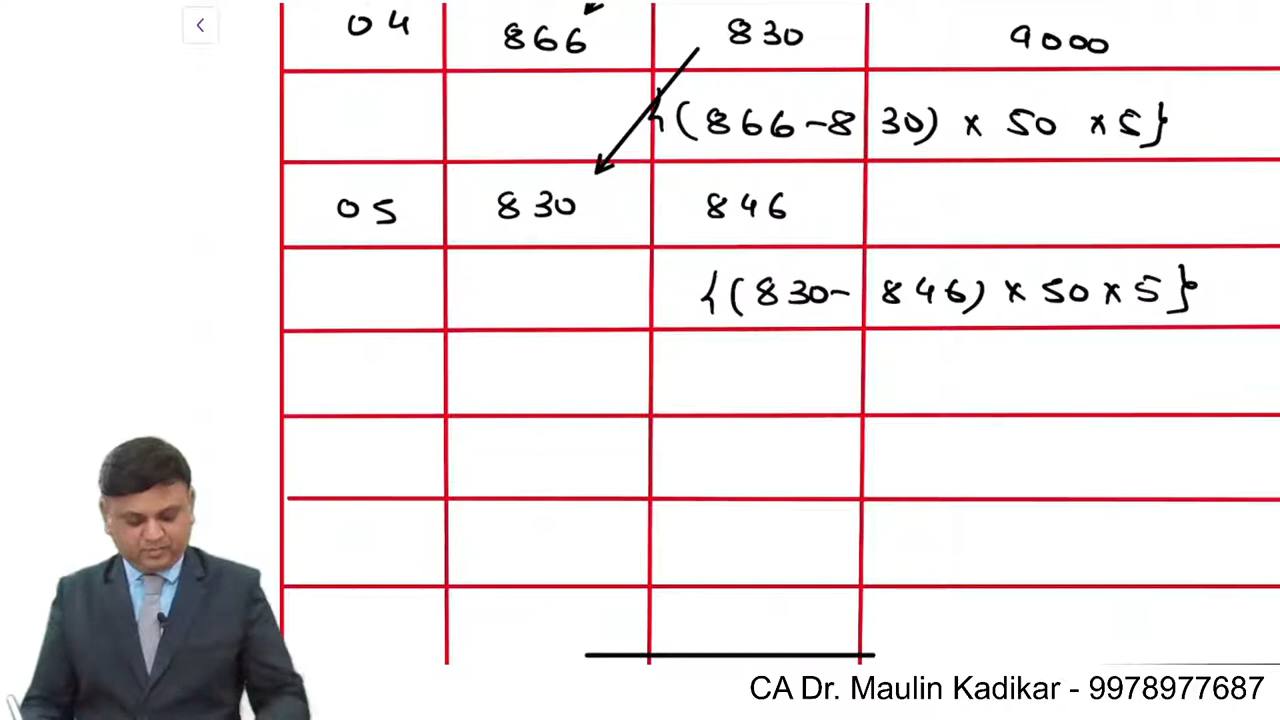 04 866 830 9000
{(866-830) × 50 × 5}
05 830 846
{(830- 846) × 50 × 5}
CA Dr. Maulin Kadikar - 9978977687